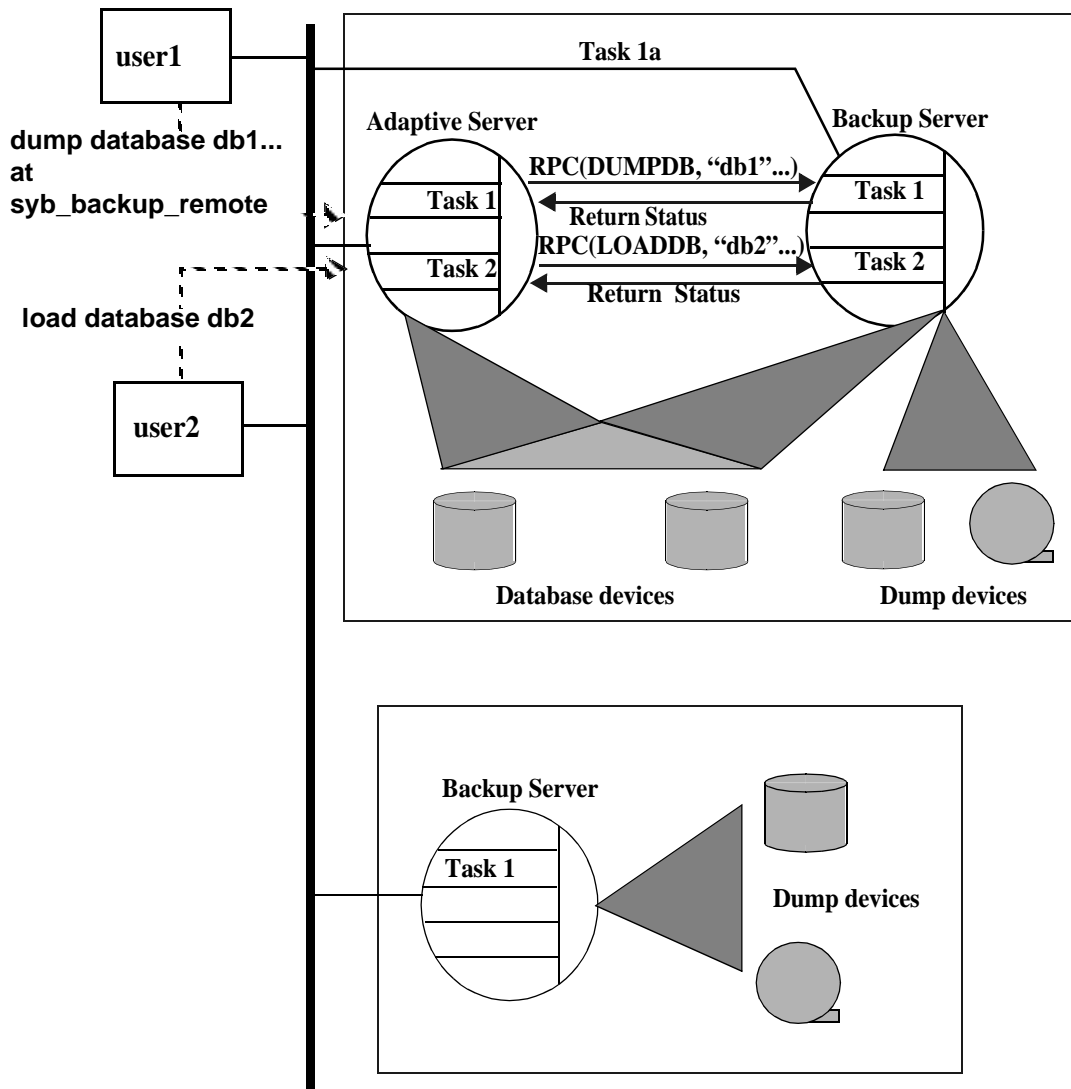 user1
dump database db1...
at
syb_backup_remote
load database db2
user2
Task 1a
Adaptive Server
Backup Server
RPC(DUMPDB, “db1”...)
Task 1
Return Status
Task 1
RPC(LOADDB, “db2”...)
Task 2
Return Status
Task 2
Database devices
Dump devices
Backup Server
Task 1
Dump devices